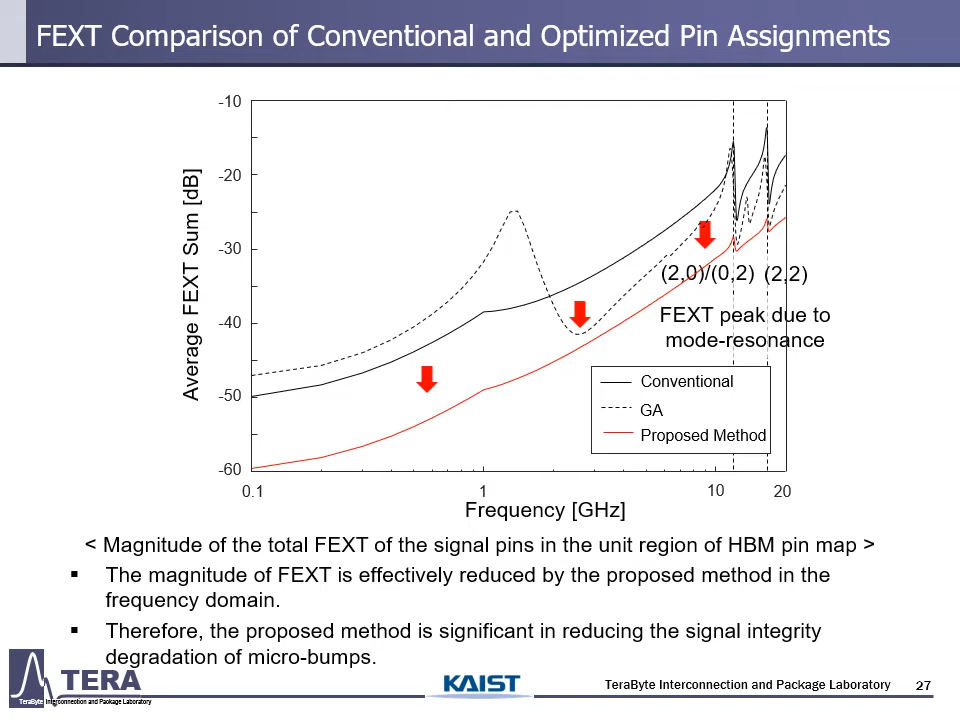 FEXT Comparison of Conventional and Optimized Pin Assignments
-10
-20
-30
-40
-50
-60
Average FEXT Sum [dB]
0.1
1
10
20
Frequency [GHz]
(2,0)/(0,2) (2,2)
FEXT peak due to
mode-resonance
Conventional
GA
Proposed Method
< Magnitude of the total FEXT of the signal pins in the unit region of HBM pin map >
▪ The magnitude of FEXT is effectively reduced by the proposed method in the
frequency domain.
▪ Therefore, the proposed method is significant in reducing the signal integrity
degradation of micro-bumps.
TERA
TeraByte Interconnection and Package Laboratory
KAIST
TeraByte Interconnection and Package Laboratory
27